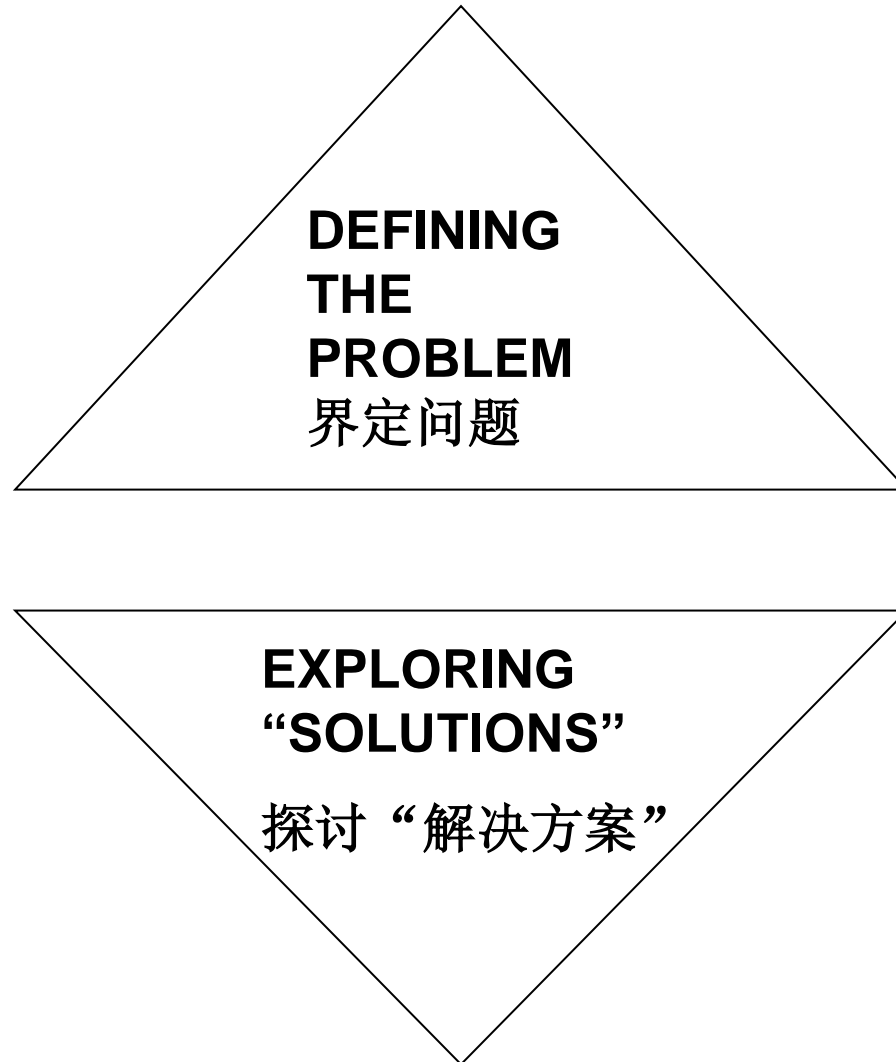 DEFINING
THE
PROBLEM
界定问题
EXPLORING
“SOLUTIONS”
探讨“解决方案”